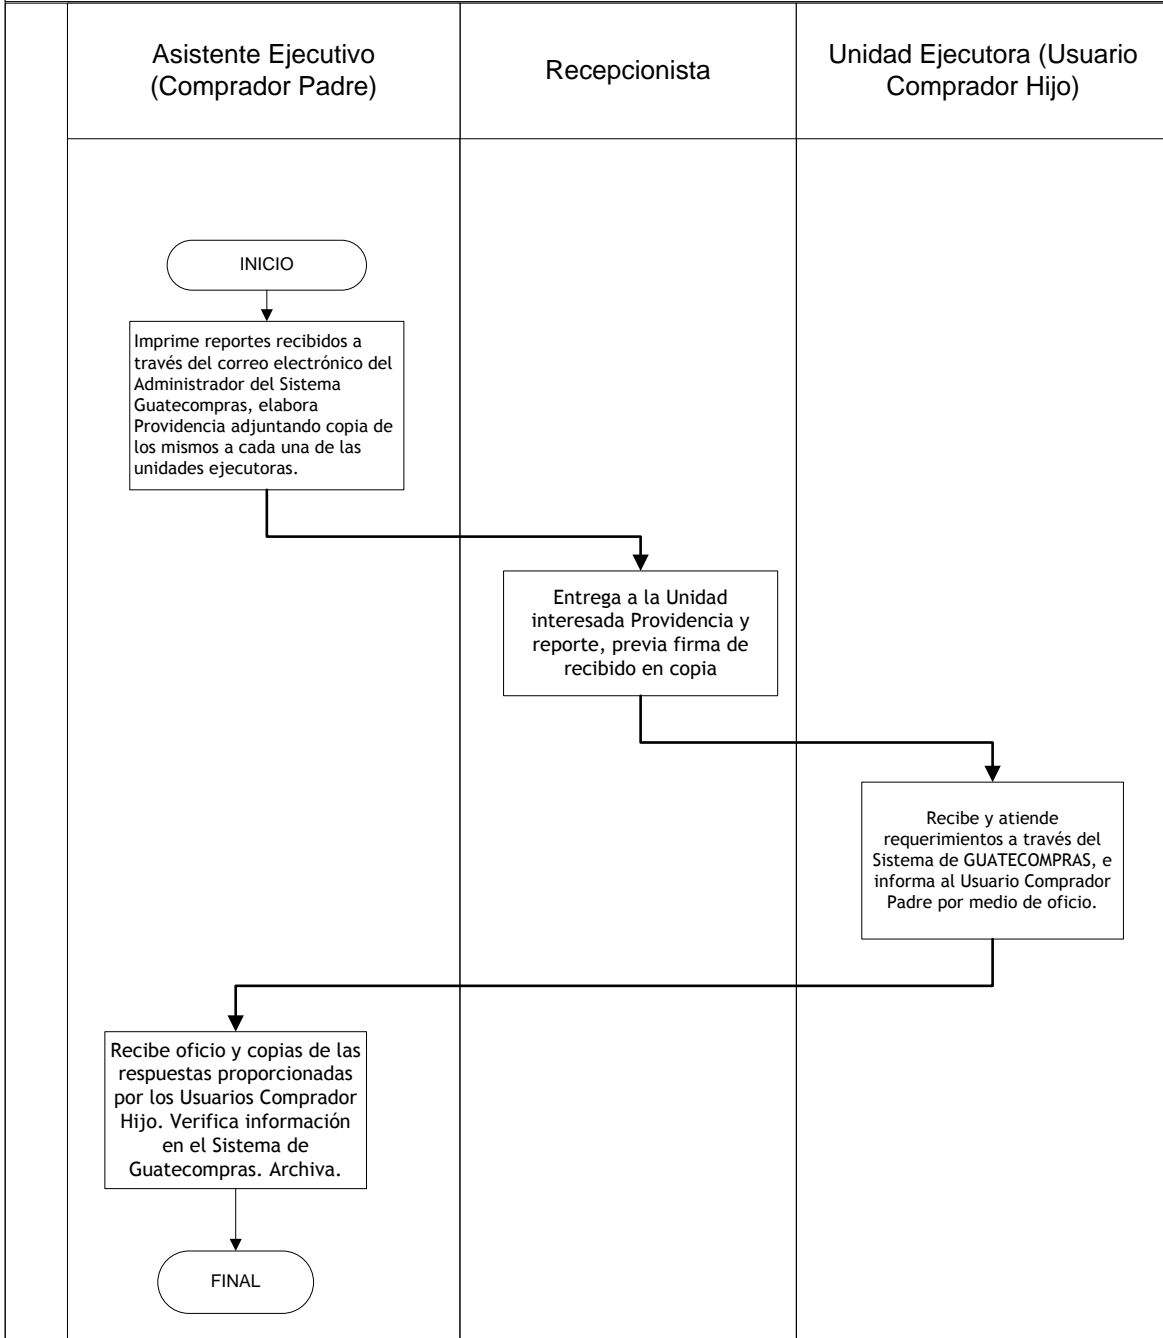 Asistente Ejecutivo
(Comprador Padre)
Recepcionista
Unidad Ejecutora (Usuario
Comprador Hijo)
INICIO
Imprime reportes recibidos a
través del correo electrónico del
Administrador del Sistema
Guatecompras, elabora
Providencia adjuntando copia de
los mismos a cada una de las
unidades ejecutoras.
Entrega a la Unidad
interesada Providencia y
reporte, previa firma de
recibido en copia
Recibe y atiende
requerimientos a través del
Sistema de GUATECOMPRAS, e
informa al Usuario Comprador
Padre por medio de oficio.
Recibe oficio y copias de las
respuestas proporcionadas
por los Usuarios Comprador
Hijo. Verifica información
en el Sistema de
Guatecompras. Archiva.
FINAL